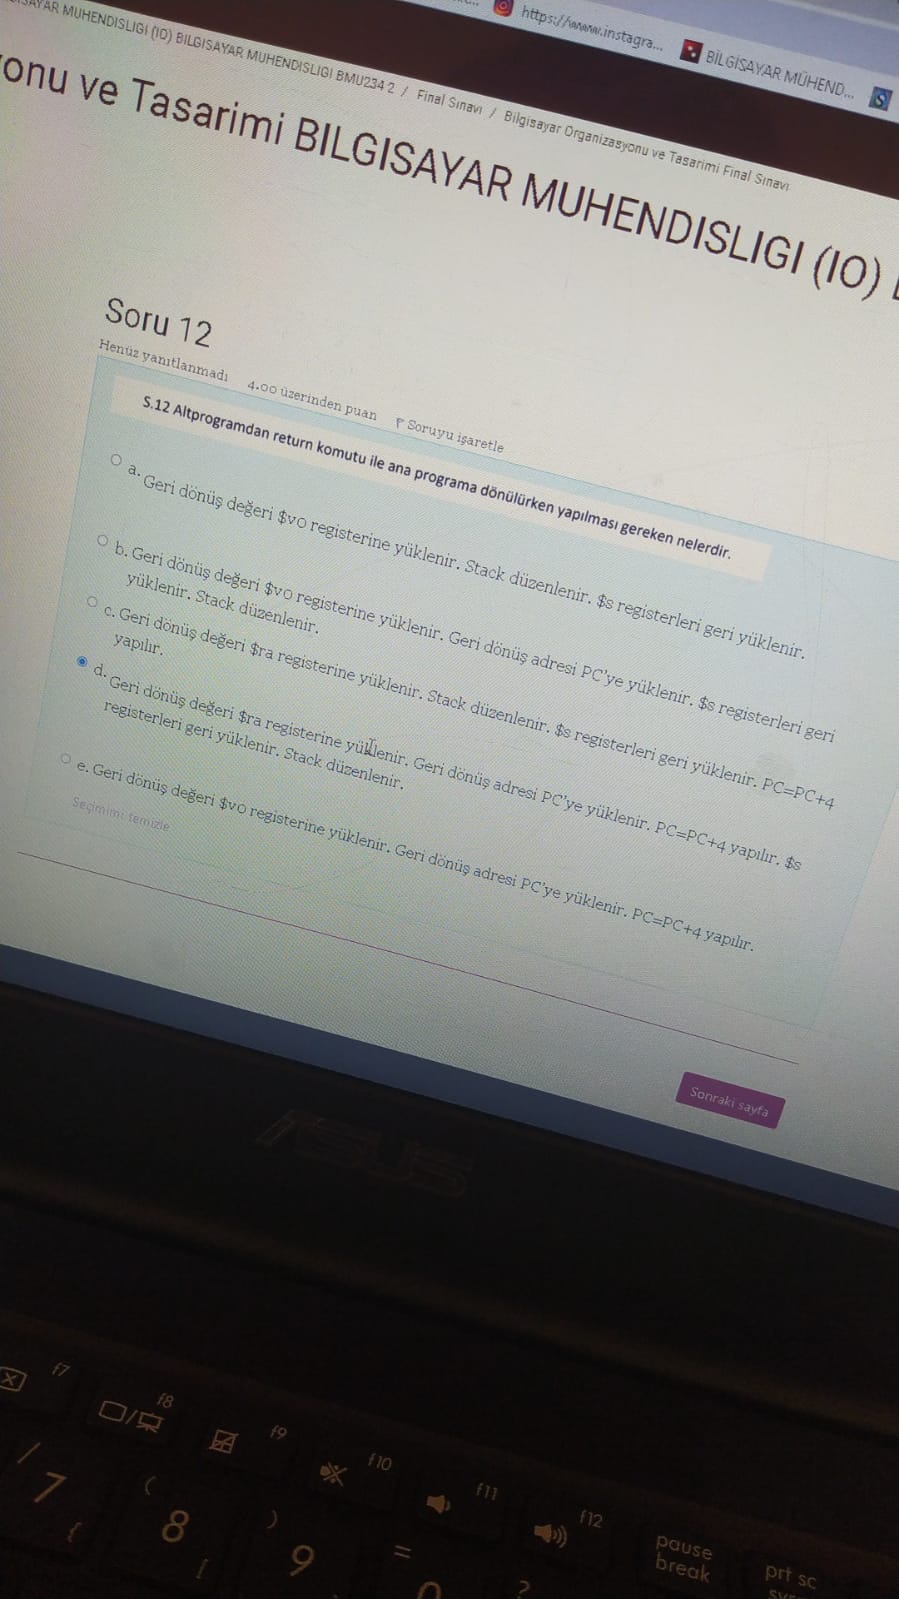 https://www.instagra...
BİLGİSAYAR MÜHEND...
MUHENDISLIGI (IO) BILGISAYAR MUHENDISLIGI BMU234 2 / Final Sınavı / Bilgisayar Organizasyonu ve Tasarimi Final Sınavı
onu ve Tasarimi BILGISAYAR MUHENDISLIGI (IO)
Soru 12
Henüz yanıtlanmadı 4.00 üzerinden puan Soruyu işaretle
S.12 Altprogramdan return komutu ile ana programa dönülürken yapılması gereken nelerdir.
a.
Geri dönüş değeri $v0 registerine yüklenir. Stack düzenlenir. $s registerleri geri yüklenir.
b. Geri dönüş değeri $v0 registerine yüklenir. Geri dönüş adresi PC'ye yüklenir. $s registerleri geri
yüklenir. Stack düzenlenir.
c. Geri dönüş değeri $ra registerine yüklenir. Stack düzenlenir. $s registerleri geri yüklenir. PC=PC+4
yapılır.
d.
Geri dönüş değeri $ra registerine yüklenir. Geri dönüş adresi PC'ye yüklenir. PC=PC+4 yapılır. $s
registerleri geri yüklenir. Stack düzenlenir.
e. Geri dönüş değeri $v0 registerine yüklenir. Geri dönüş adresi PC'ye yüklenir. PC=PC+4 yapılır.
Seçimimi temizle
Sonraki sayfa
ASUS
f7
f8
f9
f10
f11
f12
pause
break
prt sc
/
7
{
(
8
[
)
9
=
0
?